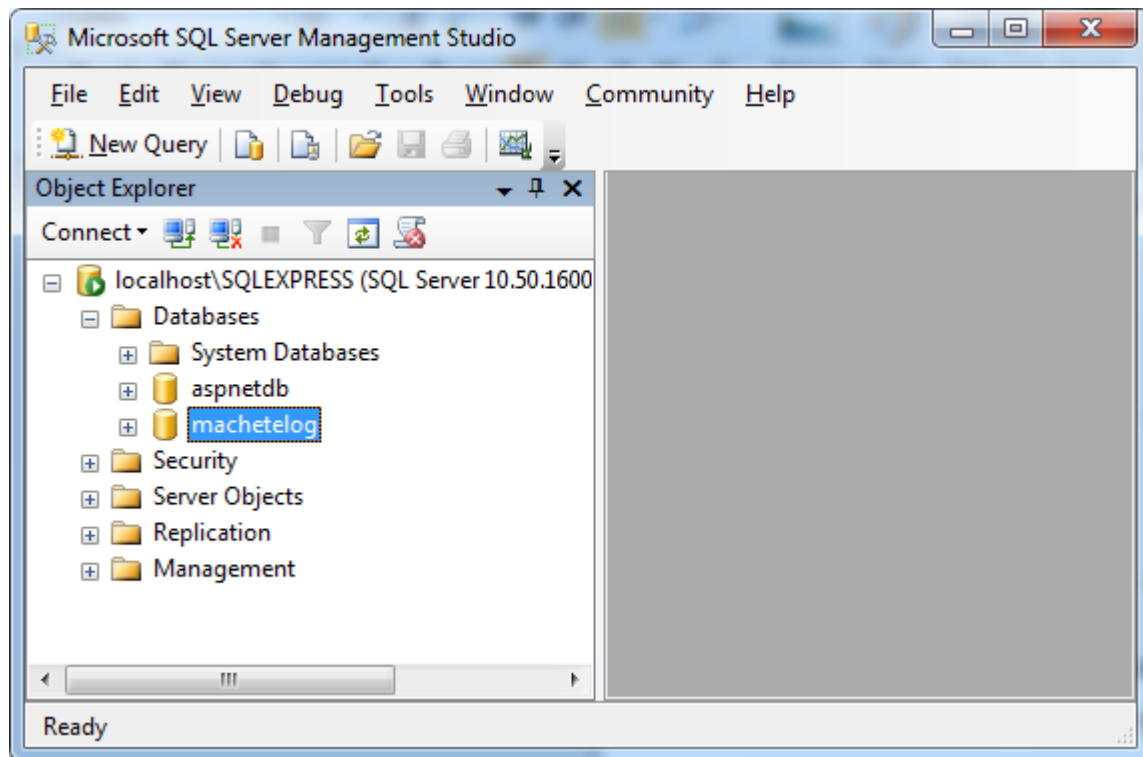 Microsoft SQL Server Management Studio
File Edit View Debug Tools Window Community Help
New Query
Object Explorer
Connect
localhost\SQLEXPRESS (SQL Server 10.50.1600
Databases
System Databases
aspnetdb
machetelog
Security
Server Objects
Replication
Management
Ready